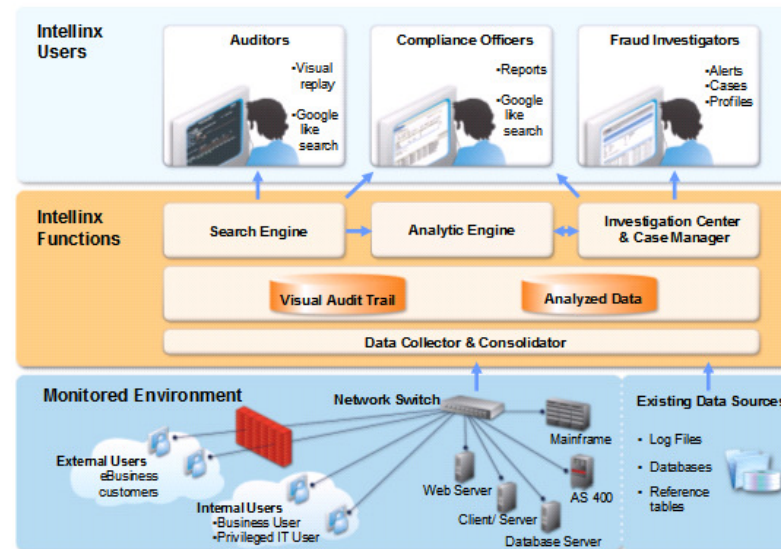 Intellinx
Users
Auditors
•Visual
replay
•Google
like
search
Compliance Officers
•Reports
•Google
like
search
Fraud Investigators
•Alerts
•Cases
•Profiles
Intellinx
Functions
Search Engine
Analytic Engine
Investigation Center
& Case Manager
Visual Audit Trail
Analyzed Data
Data Collector & Consolidator
Monitored Environment
Network Switch
Mainframe
External Users
eBusiness
customers
Web Server
AS 400
Internal Users
•Business User
•Privileged IT User
Client/ Server
Database Server
Existing Data Sources
• Log Files
• Databases
• Reference
tables